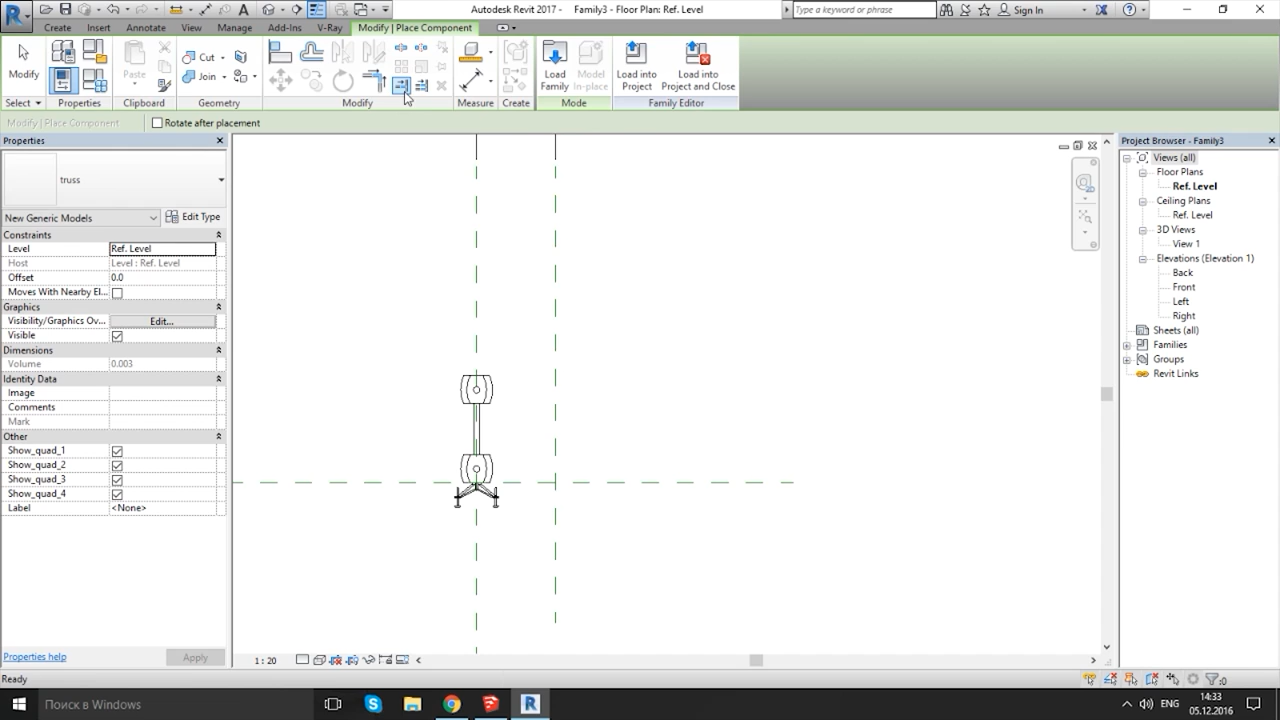 Autodesk Revit 2017 - Family3 - Floor Plan: Ref. Level
Type a keyword or phrase
Sign In
Create Insert Annotate View Manage Add-Ins V-Ray Modify | Place Component
Modify
Paste
Cut
Join
Load Family
Model In-place
Load into Project
Load into Project and Close
Select Properties Clipboard Geometry Modify Measure Create Mode Family Editor
Modify | Place Component
Rotate after placement
Properties
truss
New Generic Models
Edit Type
Constraints
Level Ref. Level
Host Level : Ref. Level
Offset 0.0
Moves With Nearby El...
Graphics
Visibility/Graphics Ov... Edit...
Visible
Dimensions
Volume 0.003
Identity Data
Image
Comments
Mark
Other
Show_quad_1
Show_quad_2
Show_quad_3
Show_quad_4
Label <None>
Properties help
Apply
Project Browser - Family3
Views (all)
Floor Plans
Ref. Level
Ceiling Plans
Ref. Level
3D Views
View 1
Elevations (Elevation 1)
Back
Front
Left
Right
Sheets (all)
Families
Groups
Revit Links
1 : 20
Ready
:0
Поиск в Windows
ENG
14:33
05.12.2016